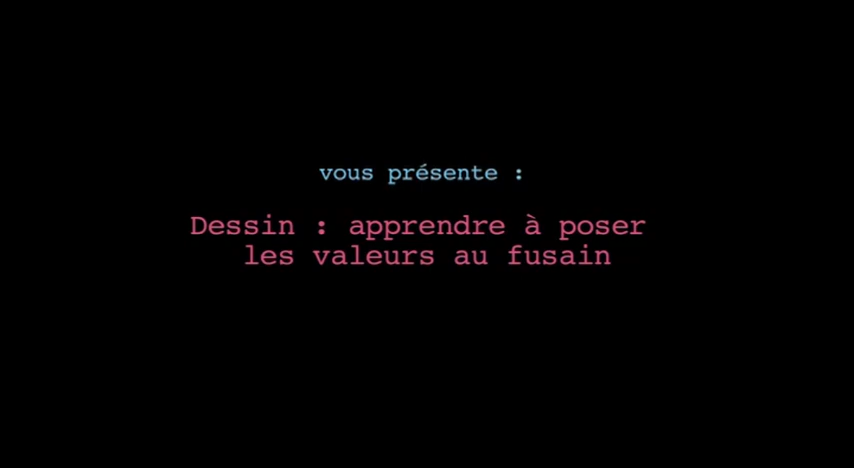 vous présente :
Dessin : apprendre à poser
les valeurs au fusain